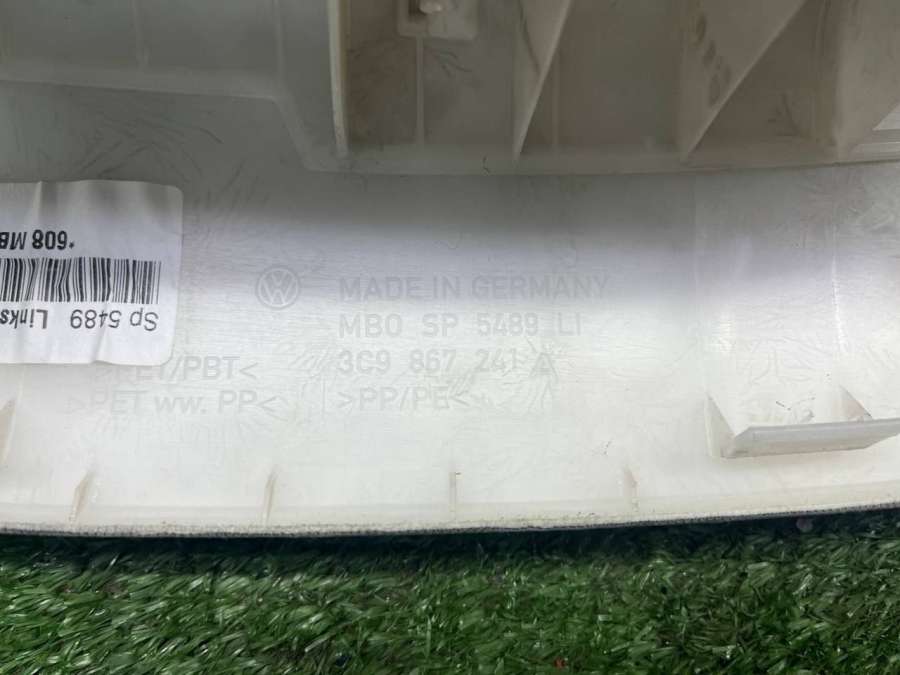 *608 MB
Sp 5489 Links
MADE IN GERMANY
MBO SP 5489 LI
3C9 867 241 A
>PET/PBT<
>PET ww. PP<
>PP/PE<